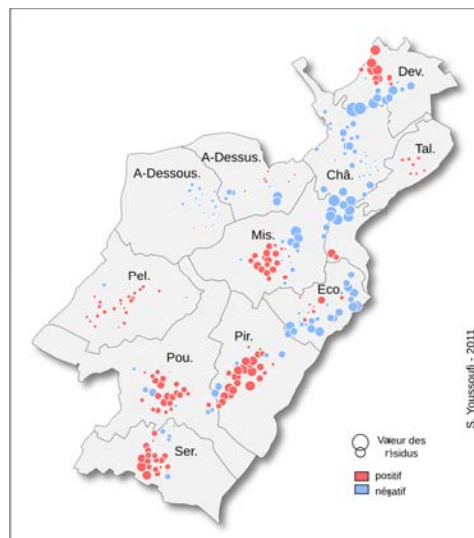 Dev.
Tal.
A-Dessus.
A-Dessous.
Châ.
Mis.
Pel.
Eco.
Pir.
Pou.
Ser.
S. Youssoufi - 2011
Valeur des
résidus
positif
négatif